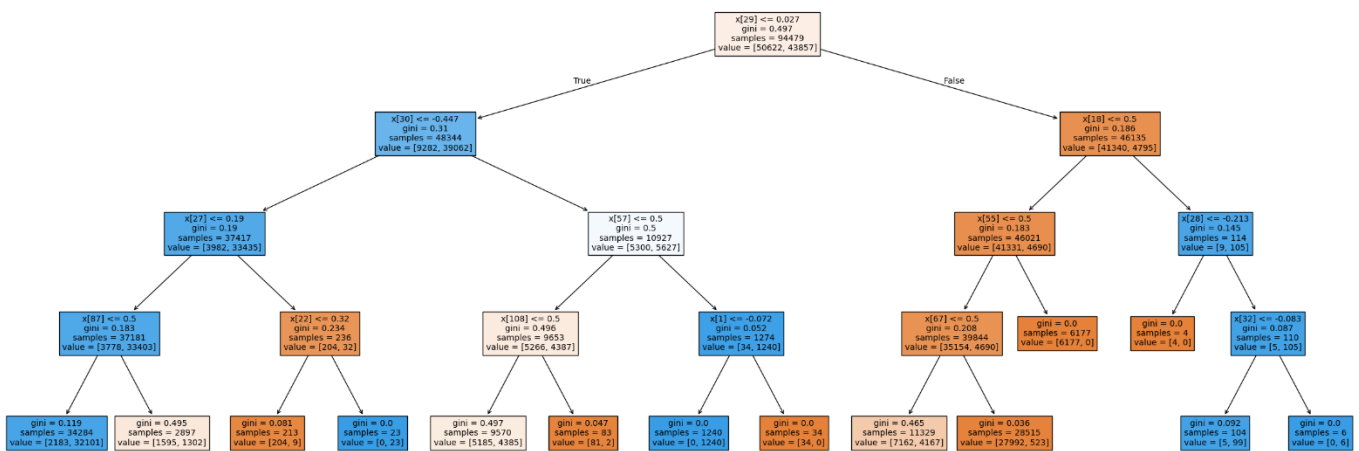 x[29] <= 0.027
gini = 0.497
samples = 94479
value = [50622, 43857]
True
False
x[30] <= -0.447
gini = 0.31
samples = 48344
value = [9282, 39062]
x[18] <= 0.5
gini = 0.186
samples = 46135
value = [41340, 4795]
x[27] <= 0.19
gini = 0.19
samples = 37417
value = [3982, 33435]
x[57] <= 0.5
gini = 0.5
samples = 10927
value = [5300, 5627]
x[55] <= 0.5
gini = 0.183
samples = 46021
value = [41331, 4690]
x[28] <= -0.213
gini = 0.145
samples = 114
value = [9, 105]
x[87] <= 0.5
gini = 0.183
samples = 37181
value = [3778, 33403]
x[22] <= 0.32
gini = 0.234
samples = 236
value = [204, 32]
x[108] <= 0.5
gini = 0.496
samples = 9653
value = [5266, 4387]
x[1] <= -0.072
gini = 0.052
samples = 1274
value = [34, 1240]
x[67] <= 0.5
gini = 0.208
samples = 39844
value = [35154, 4690]
gini = 0.0
samples = 6177
value = [6177, 0]
gini = 0.0
samples = 4
value = [4, 0]
x[32] <= -0.083
gini = 0.087
samples = 110
value = [5, 105]
gini = 0.119
samples = 34284
value = [2183, 32101]
gini = 0.495
samples = 2897
value = [1595, 1302]
gini = 0.081
samples = 213
value = [204, 9]
gini = 0.0
samples = 23
value = [0, 23]
gini = 0.497
samples = 9570
value = [5185, 4385]
gini = 0.047
samples = 83
value = [81, 2]
gini = 0.0
samples = 1240
value = [0, 1240]
gini = 0.0
samples = 34
value = [34, 0]
gini = 0.465
samples = 11329
value = [7162, 4167]
gini = 0.036
samples = 28515
value = [27992, 523]
gini = 0.092
samples = 104
value = [5, 99]
gini = 0.0
samples = 6
value = [0, 6]